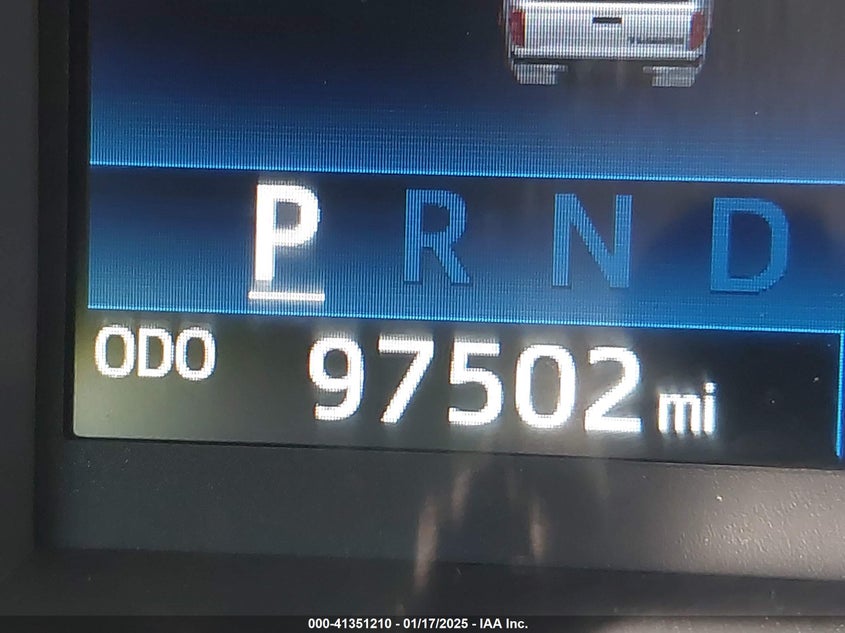 P R N D
ODO 97502 mi
000-41351210 - 01/17/2025 - IAA Inc.